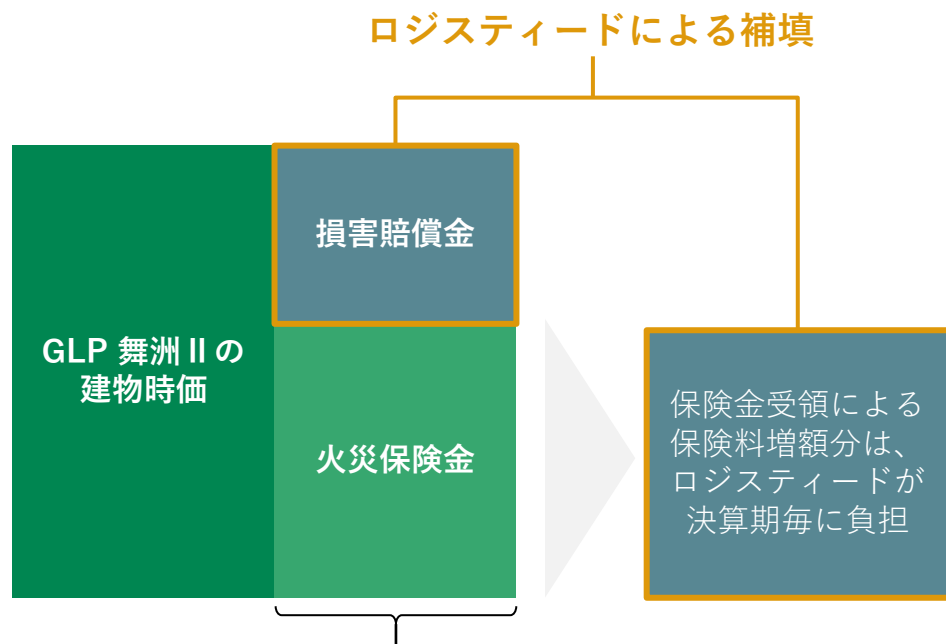 ロジスティードによる補填
損害賠償金
GLP 舞洲Ⅱの
建物時価
火災保険金
保険金受領による
保険料増額分は、
ロジスティードが
決算期毎に負担